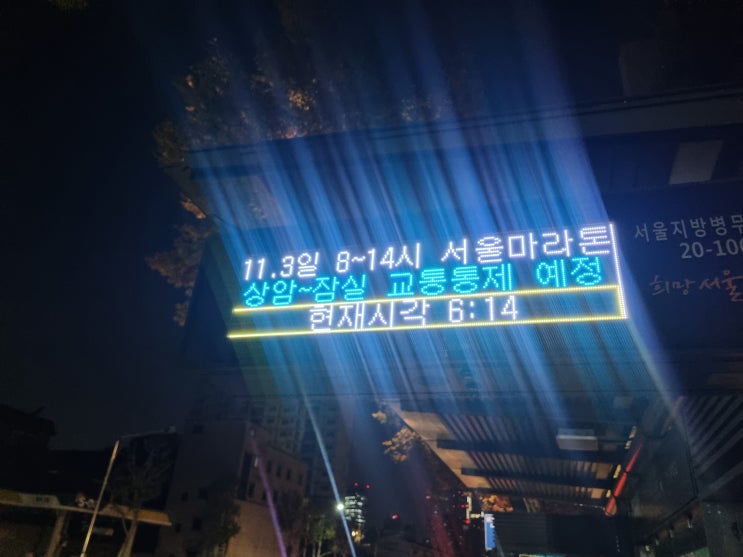 11.3일 8~14시 서울마라톤
상암~잠실 교통통제 예정
현재시각 6:14
서울지방병무
20-100
희망서울